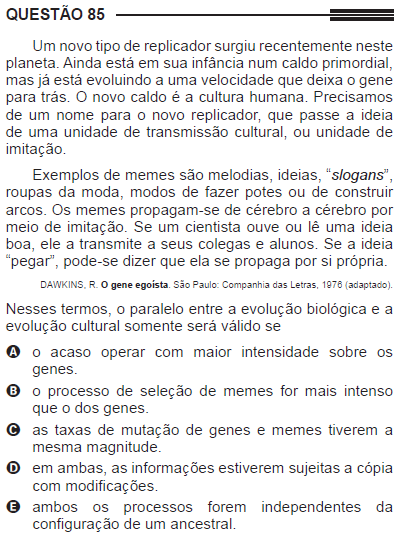 QUESTÃO 85
Um novo tipo de replicador surgiu recentemente neste
planeta. Ainda está em sua infância num caldo primordial,
mas já está evoluindo a uma velocidade que deixa o gene
para trás. O novo caldo é a cultura humana. Precisamos
de um nome para o novo replicador, que passe a ideia
de uma unidade de transmissão cultural, ou unidade de
imitação.
Exemplos de memes são melodias, ideias, “slogans”,
roupas da moda, modos de fazer potes ou de construir
arcos. Os memes propagam-se de cérebro a cérebro por
meio de imitação. Se um cientista ouve ou lê uma ideia
boa, ele a transmite a seus colegas e alunos. Se a ideia
“pegar”, pode-se dizer que ela se propaga por si própria.
DAWKINS, R. O gene egoísta. São Paulo: Companhia das Letras, 1976 (adaptado).
Nesses termos, o paralelo entre a evolução biológica e a
evolução cultural somente será válido se
A o acaso operar com maior intensidade sobre os
genes.
B o processo de seleção de memes for mais intenso
que o dos genes.
C as taxas de mutação de genes e memes tiverem a
mesma magnitude.
D em ambas, as informações estiverem sujeitas a cópia
com modificações.
E ambos os processos forem independentes da
configuração de um ancestral.